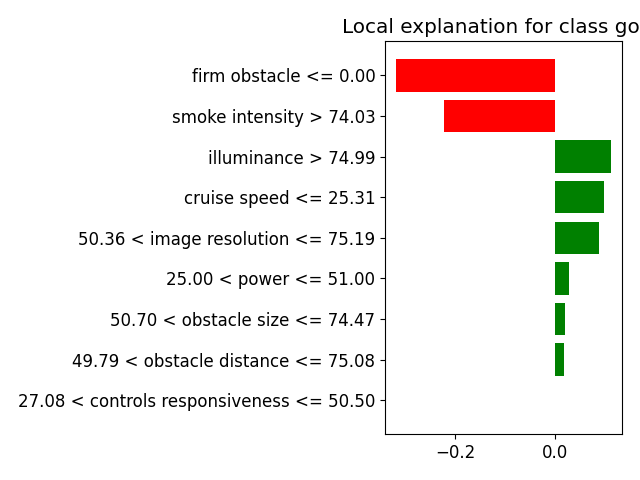 Local explanation for class go
firm obstacle <= 0.00
smoke intensity > 74.03
illuminance > 74.99
cruise speed <= 25.31
50.36 < image resolution <= 75.19
25.00 < power <= 51.00
50.70 < obstacle size <= 74.47
49.79 < obstacle distance <= 75.08
27.08 < controls responsiveness <= 50.50
−0.2 0.0